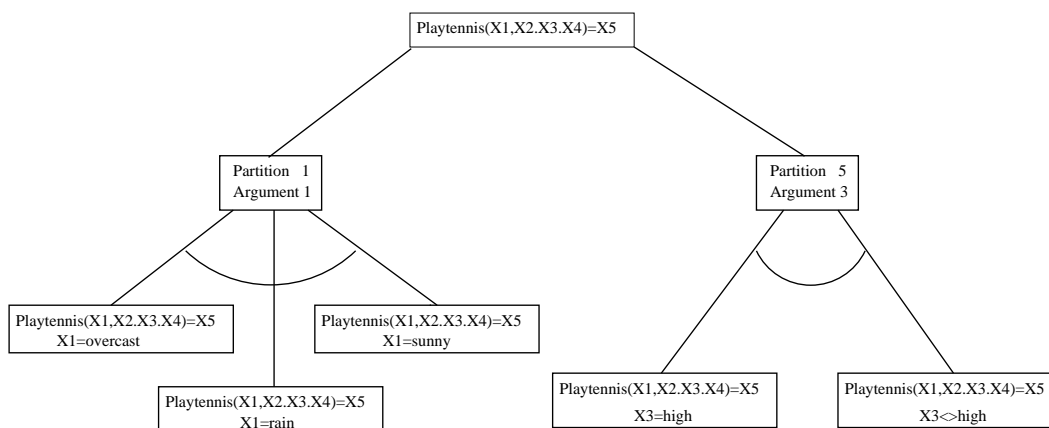 Playtennis(X1,X2.X3.X4)=X5
Partition 1
Argument 1
Partition 5
Argument 3
Playtennis(X1,X2.X3.X4)=X5
X1=overcast
Playtennis(X1,X2.X3.X4)=X5
X1=sunny
Playtennis(X1,X2.X3.X4)=X5
X1=rain
Playtennis(X1,X2.X3.X4)=X5
X3=high
Playtennis(X1,X2.X3.X4)=X5
X3<>high